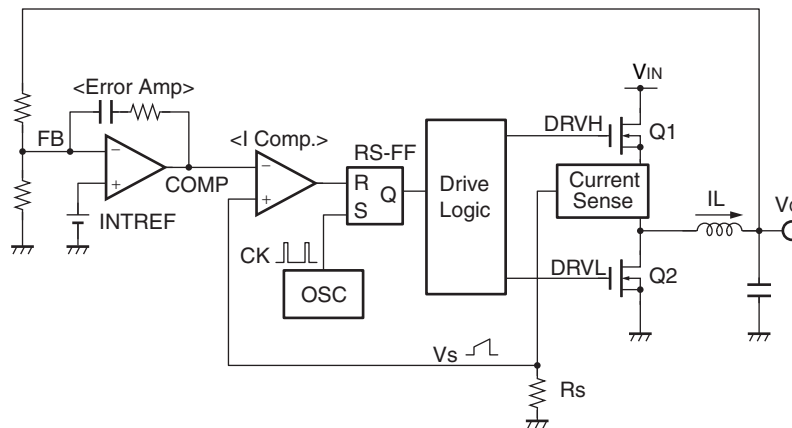 <Error Amp>
VIN
<I Comp.>
DRVH
Q1
FB
RS-FF
−
+
COMP
−
+
R
S
Q
Drive
Logic
Current
Sense
IL
INTREF
CK
OSC
DRVL
Q2
Vs
Rs